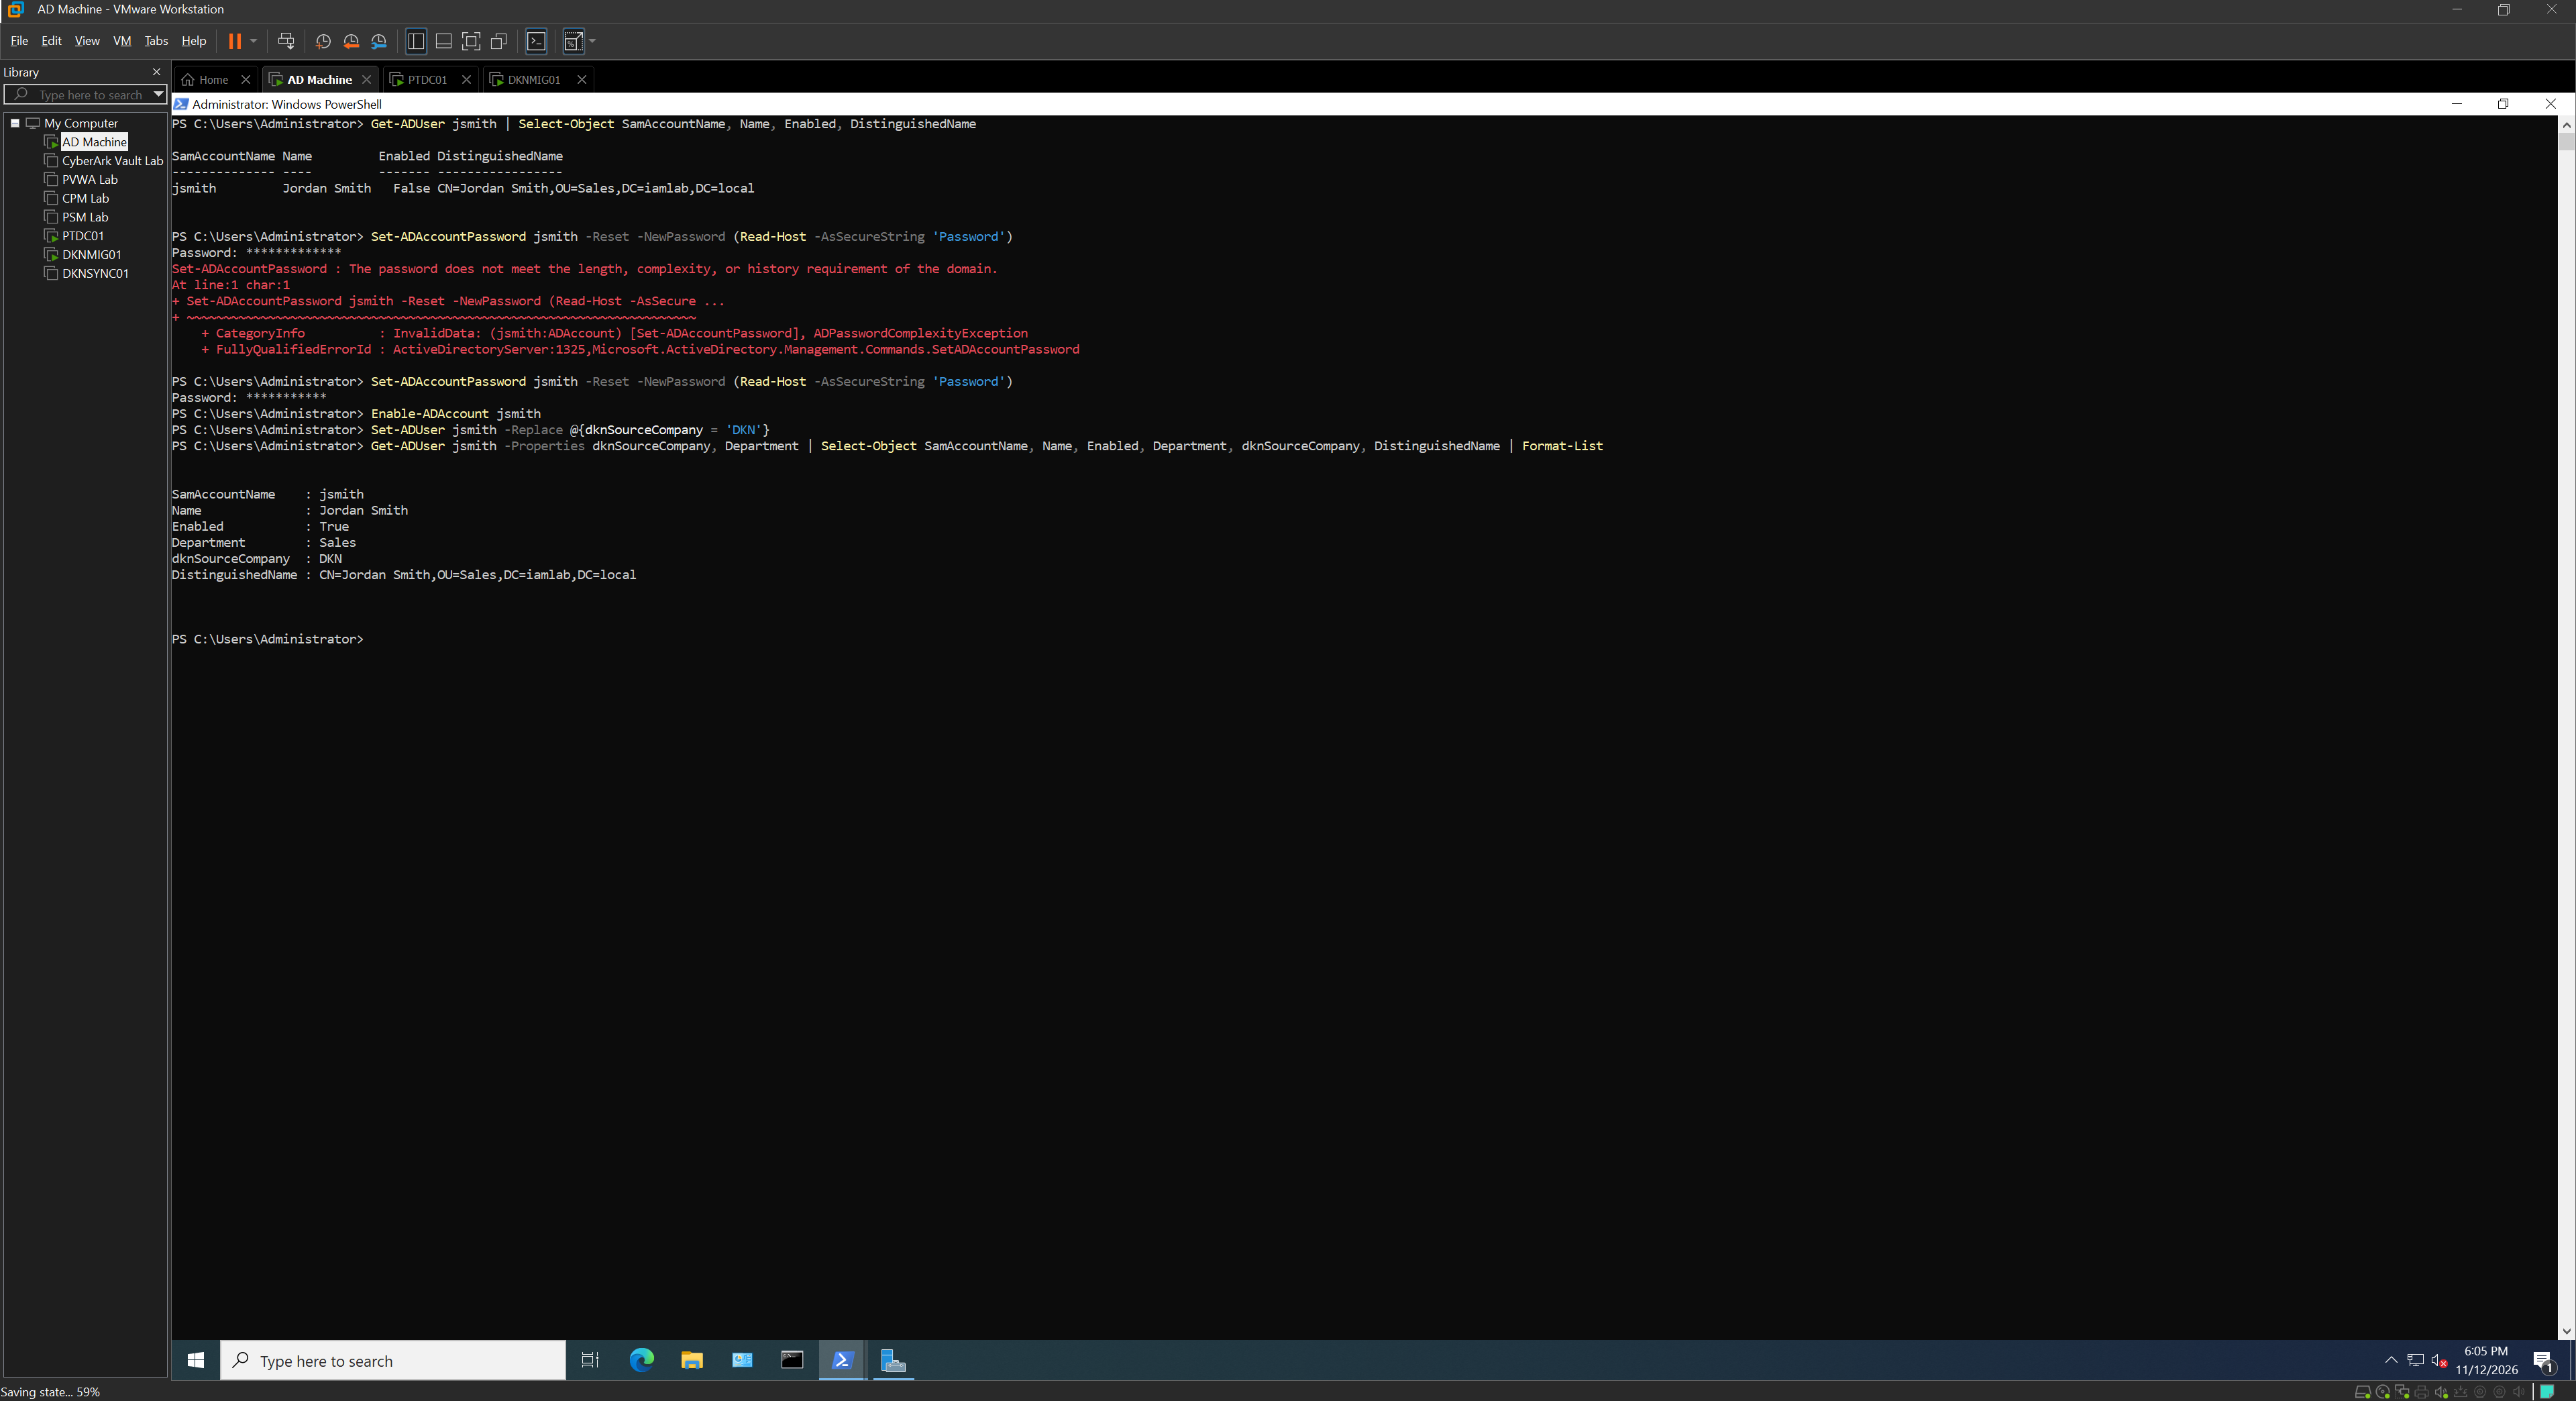 AD Machine - VMware Workstation
File Edit View VM Tabs Help
Library
Type here to search
My Computer
AD Machine
CyberArk Vault Lab
PVWA Lab
CPM Lab
PSM Lab
PTDC01
DKNMIG01
DKNSYNC01
Home AD Machine PTDC01 DKNMIG01
Administrator: Windows PowerShell
PS C:\Users\Administrator> Get-ADUser jsmith | Select-Object SamAccountName, Name, Enabled, DistinguishedName
SamAccountName Name         Enabled DistinguishedName
-------------- ----         ------- -----------------
jsmith         Jordan Smith   False CN=Jordan Smith,OU=Sales,DC=iamlab,DC=local
PS C:\Users\Administrator> Set-ADAccountPassword jsmith -Reset -NewPassword (Read-Host -AsSecureString 'Password')
Password: *************
Set-ADAccountPassword : The password does not meet the length, complexity, or history requirement of the domain.
At line:1 char:1
+ Set-ADAccountPassword jsmith -Reset -NewPassword (Read-Host -AsSecure ...
+ ~~~~~~~~~~~~~~~~~~~~~~~~~~~~~~~~~~~~~~~~~~~~~~~~~~~~~~~~~~~~~~~~~~~~~
+ CategoryInfo          : InvalidData: (jsmith:ADAccount) [Set-ADAccountPassword], ADPasswordComplexityException
+ FullyQualifiedErrorId : ActiveDirectoryServer:1325,Microsoft.ActiveDirectory.Management.Commands.SetADAccountPassword
PS C:\Users\Administrator> Set-ADAccountPassword jsmith -Reset -NewPassword (Read-Host -AsSecureString 'Password')
Password: ***********
PS C:\Users\Administrator> Enable-ADAccount jsmith
PS C:\Users\Administrator> Set-ADUser jsmith -Replace @{dknSourceCompany = 'DKN'}
PS C:\Users\Administrator> Get-ADUser jsmith -Properties dknSourceCompany, Department | Select-Object SamAccountName, Name, Enabled, Department, dknSourceCompany, DistinguishedName | Format-List
SamAccountName    : jsmith
Name              : Jordan Smith
Enabled           : True
Department        : Sales
dknSourceCompany  : DKN
DistinguishedName : CN=Jordan Smith,OU=Sales,DC=iamlab,DC=local
PS C:\Users\Administrator>
Type here to search
6:05 PM
11/12/2026
1
Saving state... 59%